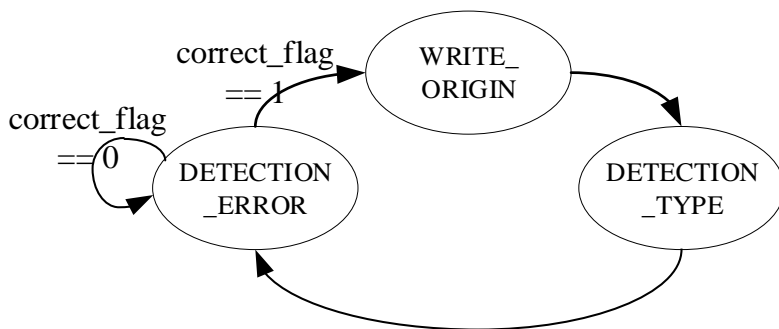 correct_flag
== 1
WRITE_
ORIGIN
correct_flag
== 0
DETECTION
_ERROR
DETECTION
_TYPE